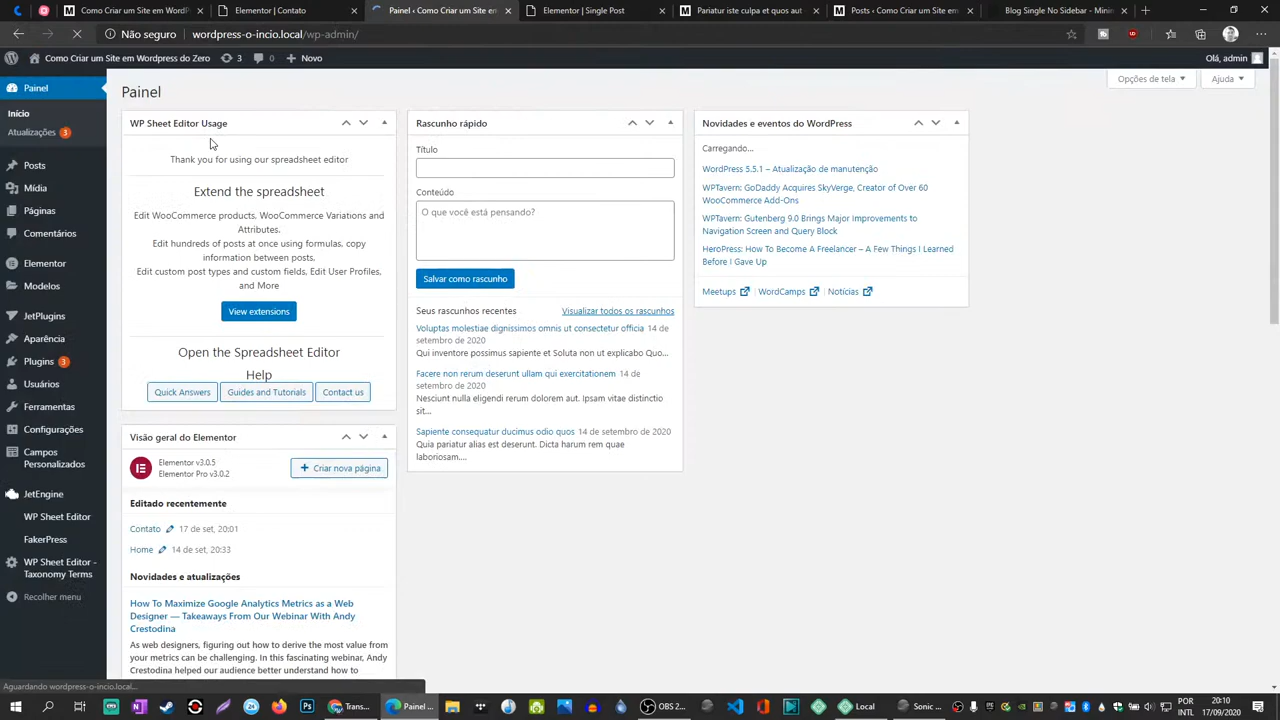 M Como Criar um Site em Wordpre
Elementor | Contato
Painel ‹ Como Criar um Site em
Elementor | Single Post
M Pariatur iste culpa et quos aut
M Posts ‹ Como Criar um Site em
Blog Single No Sidebar - Minim
Não seguro wordpress-o-incio.local/wp-admin/
Como Criar um Site em Wordpress do Zero 3 0 Novo
Olá, admin
Painel
Início
Atualizações 3
Posts
Mídia
Páginas
Comentários
Elementor
Modelos
JetPlugins
Aparência
Plugins 3
Usuários
Ferramentas
Configurações
Campos
Personalizados
JetEngine
WP Sheet Editor
FakerPress
WP Sheet Editor -
Taxonomy Terms
Recolher menu
Painel
Opções de tela
Ajuda
WP Sheet Editor Usage
Thank you for using our spreadsheet editor
Extend the spreadsheet
Edit WooCommerce products, WooCommerce Variations and
Attributes.
Edit hundreds of posts at once using formulas, copy
information between posts.
Edit custom post types and custom fields, Edit User Profiles,
and More
View extensions
Open the Spreadsheet Editor
Help
Quick Answers
Guides and Tutorials
Contact us
Visão geral do Elementor
Elementor v3.0.5
Elementor Pro v3.0.2
+ Criar nova página
Editado recentemente
Contato 17 de set, 20:01
Home 14 de set, 20:33
Novidades e atualizações
How To Maximize Google Analytics Metrics as a Web
Designer — Takeaways From Our Webinar With Andy
Crestodina
As web designers, figuring out how to derive the most value from
your metrics can be challenging. In this fascinating webinar, Andy
Crestodina helped our audience better understand how to
Rascunho rápido
Título
Conteúdo
O que você está pensando?
Salvar como rascunho
Seus rascunhos recentes
Visualizar todos os rascunhos
Voluptas molestiae dignissimos omnis ut consectetur officia 14 de
setembro de 2020
Qui inventore possimus sapiente et Soluta non ut explicabo Quo...
Facere non rerum deserunt ullam qui exercitationem 14 de
setembro de 2020
Nesciunt nulla eligendi rerum dolorem aut. Ipsam vitae distinctio
sit...
Sapiente consequatur ducimus odio quos 14 de setembro de 2020
Quia pariatur alias est deserunt. Dicta harum rem quae
laboriosam....
Novidades e eventos do WordPress
Carregando...
WordPress 5.5.1 – Atualização de manutenção
WPTavern: GoDaddy Acquires SkyVerge, Creator of Over 60
WooCommerce Add-Ons
WPTavern: Gutenberg 9.0 Brings Major Improvements to
Navigation Screen and Query Block
HeroPress: How To Become A Freelancer – A Few Things I Learned
Before I Gave Up
Meetups
WordCamps
Notícias
Aguardando wordpress-o-incio.local...
Trans...
Painel ...
OBS 2...
Local
Sonic ...
POR
INTL
20:10
17/09/2020